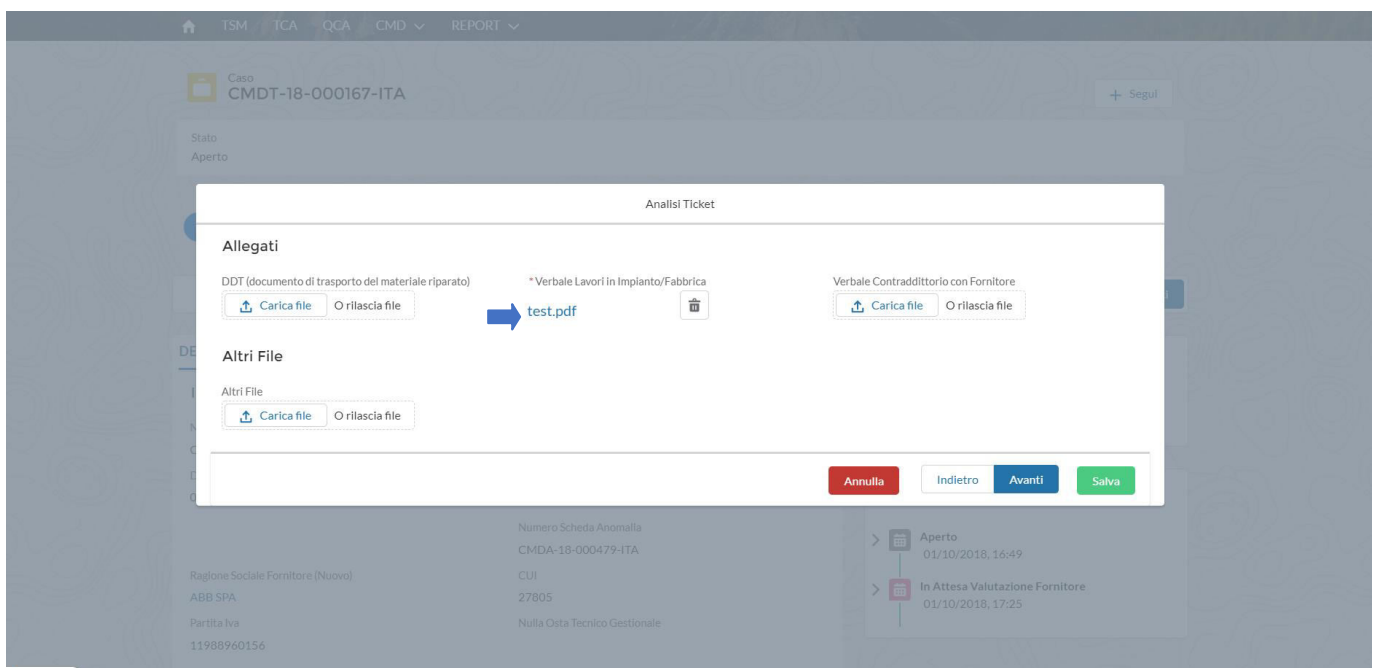 TSM TCA QCA CMD REPORT
Caso
CMDT-18-000167-ITA
Segui
Stato
Aperto
Analisi Ticket
Allegati
DDT (documento di trasporto del materiale riparato) * Verbale Lavori in Impianto/Fabbrica Verbale Contraddittorio con Fornitore
Carica file O rilascia file test.pdf Carica file O rilascia file
DE
Altri File
Altri File
Carica file O rilascia file
Annulla Indietro Avanti Salva
Numero Scheda Anomalia
CMDA-18-000479-ITA
Aperto
01/10/2018, 16:49
Ragione Sociale Fornitore (Nuovo) CUI
ABB SPA 27805
In Attesa Valutazione Fornitore
01/10/2018, 17:25
Partita Iva Nulla Osta Tecnico Gestionale
11988960156